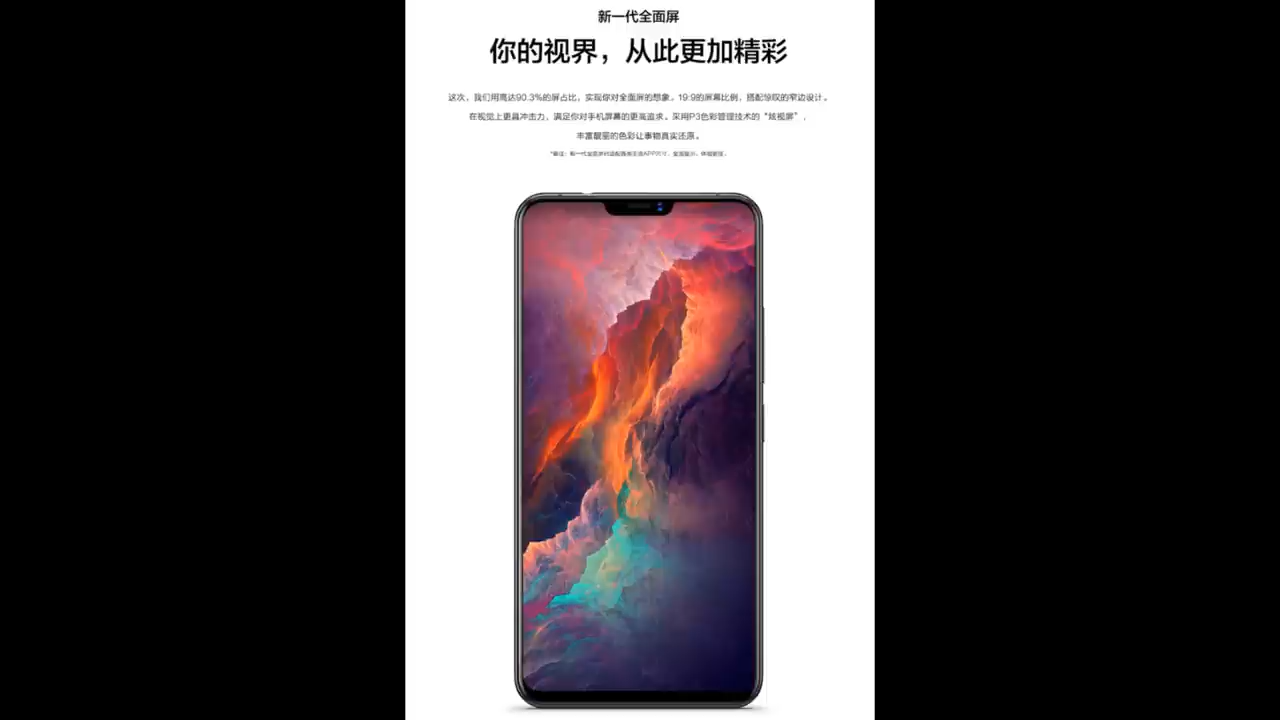 新一代全面屏
你的视界，从此更加精彩
这次，我们用高达90.3%的屏占比，实现你对全面屏的想象。19:9的屏幕比例，搭配惊叹的窄边设计。
在视觉上更具冲击力，满足你对手机屏幕的更高追求。采用P3色彩管理技术的“炫视屏”，
丰富靓丽的色彩让事物真实还原。